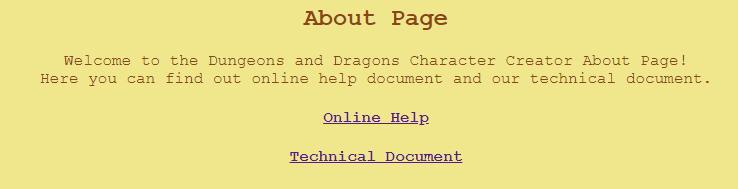 About Page
Welcome to the Dungeons and Dragons Character Creator About Page!
Here you can find out online help document and our technical document.
Online Help
Technical Document